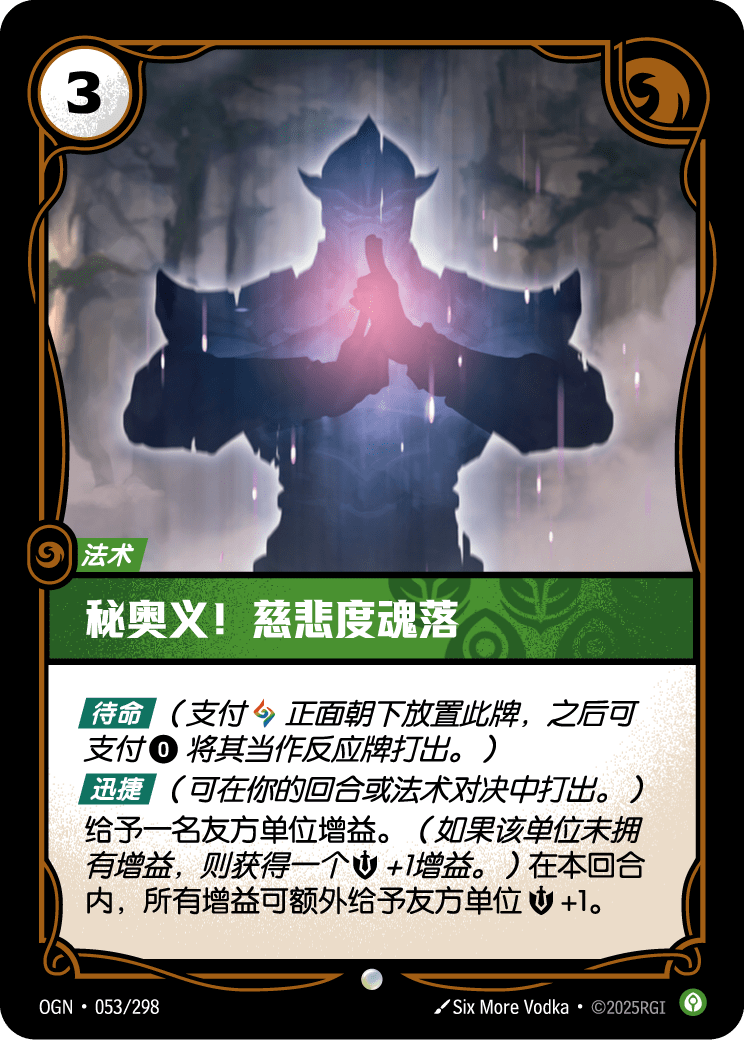 3
法术
秘奥义！慈悲度魂落
待命（支付 正面朝下放置此牌，之后可
支付 0 将其当作反应牌打出。）
迅捷（可在你的回合或法术对决中打出。）
给予一名友方单位增益。（如果该单位未拥
有增益，则获得一个 +1增益。）在本回合
内，所有增益可额外给予友方单位 +1。
OGN • 053/298
Six More Vodka • ©2025RGI